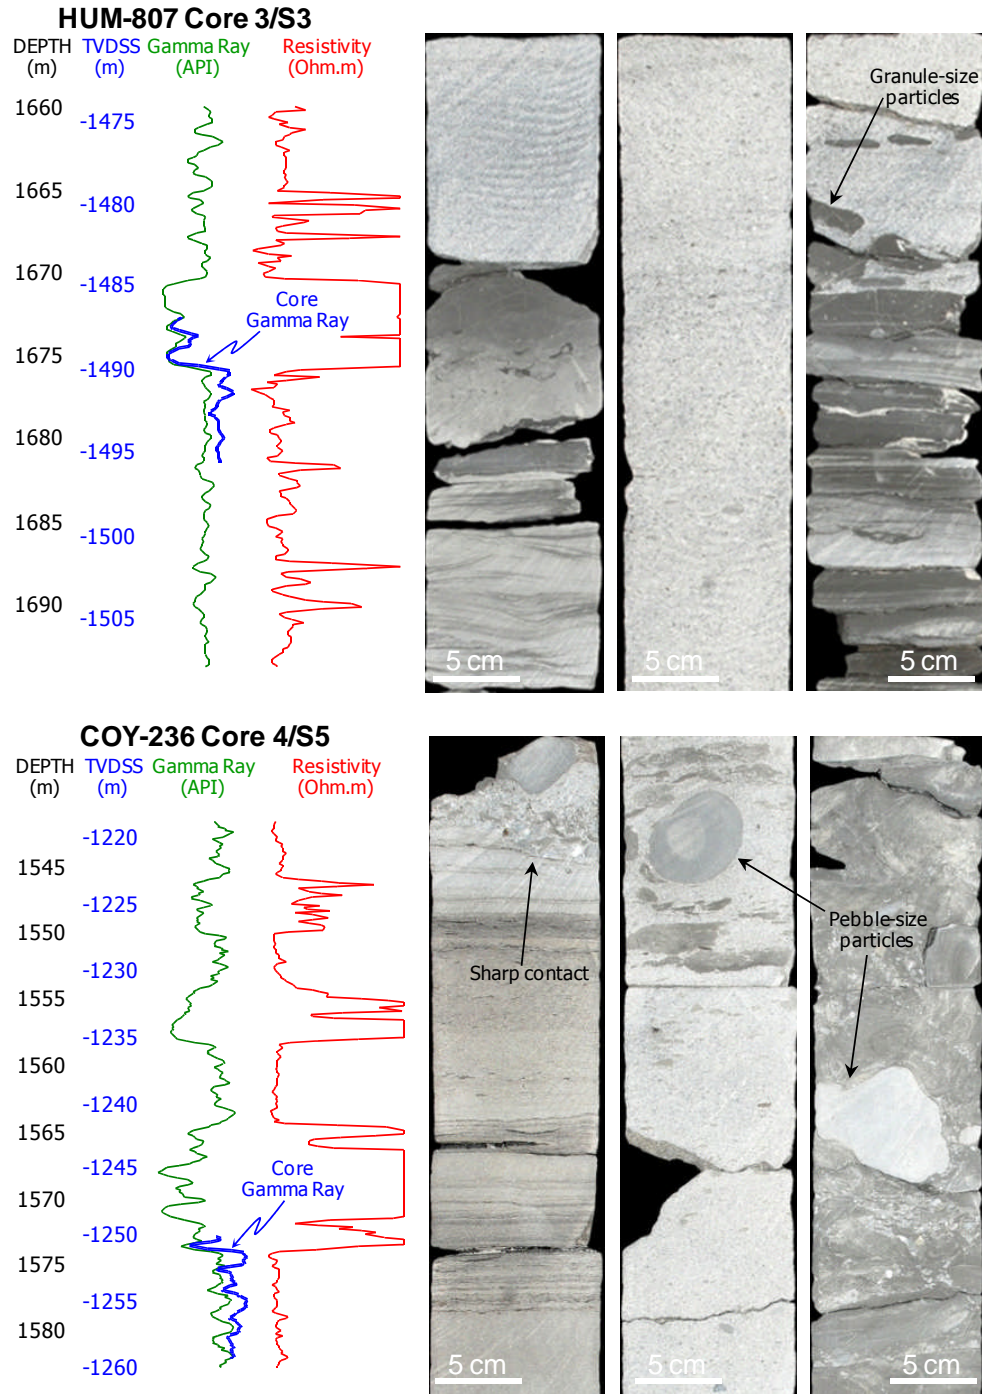 HUM-807 Core 3/S3
DEPTH TVDSS Gamma Ray Resistivity
(m) (m) (API) (Ohm.m)
1660
-1475
1665
-1480
1670
-1485
Core
Gamma Ray
1675
-1490
1680
-1495
1685
-1500
1690
-1505
Granule-size
particles
5 cm
5 cm
5 cm
COY-236 Core 4/S5
DEPTH TVDSS Gamma Ray Resistivity
(m) (m) (API) (Ohm.m)
-1220
1545
-1225
1550
-1230
1555
-1235
1560
-1240
1565
-1245
Core
Gamma Ray
1570
-1250
1575
-1255
1580
-1260
Sharp contact
Pebble-size
particles
5 cm
5 cm
5 cm